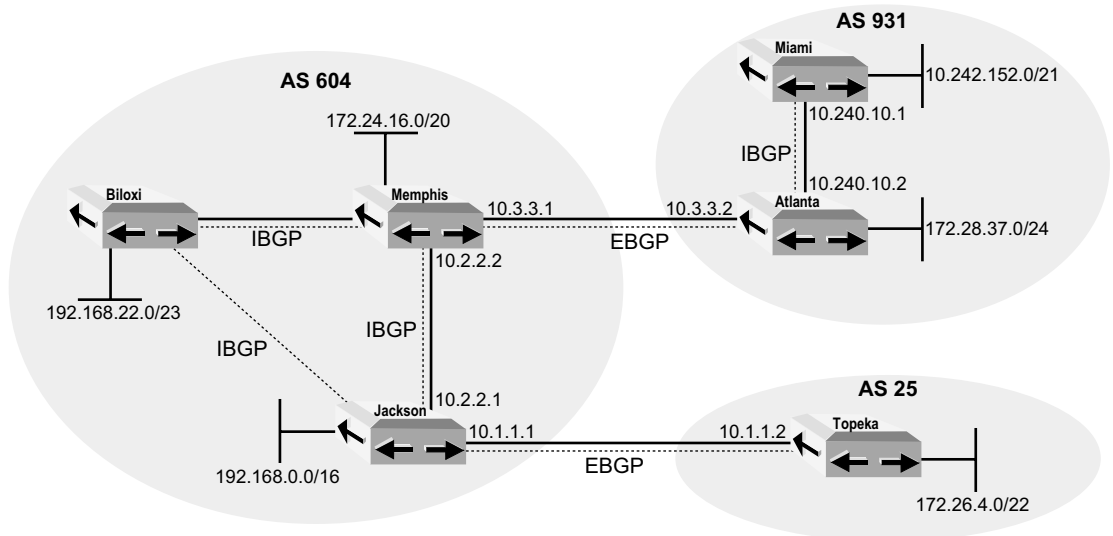 AS 931
Miami
AS 604
10.242.152.0/21
172.24.16.0/20
10.240.10.1
IBGP
Biloxi
Memphis
10.240.10.2
10.3.3.1
10.3.3.2
Atlanta
IBGP
EBGP
172.28.37.0/24
10.2.2.2
192.168.22.0/23
IBGP
IBGP
AS 25
10.2.2.1
Jackson
Topeka
10.1.1.1
10.1.1.2
192.168.0.0/16
EBGP
172.26.4.0/22